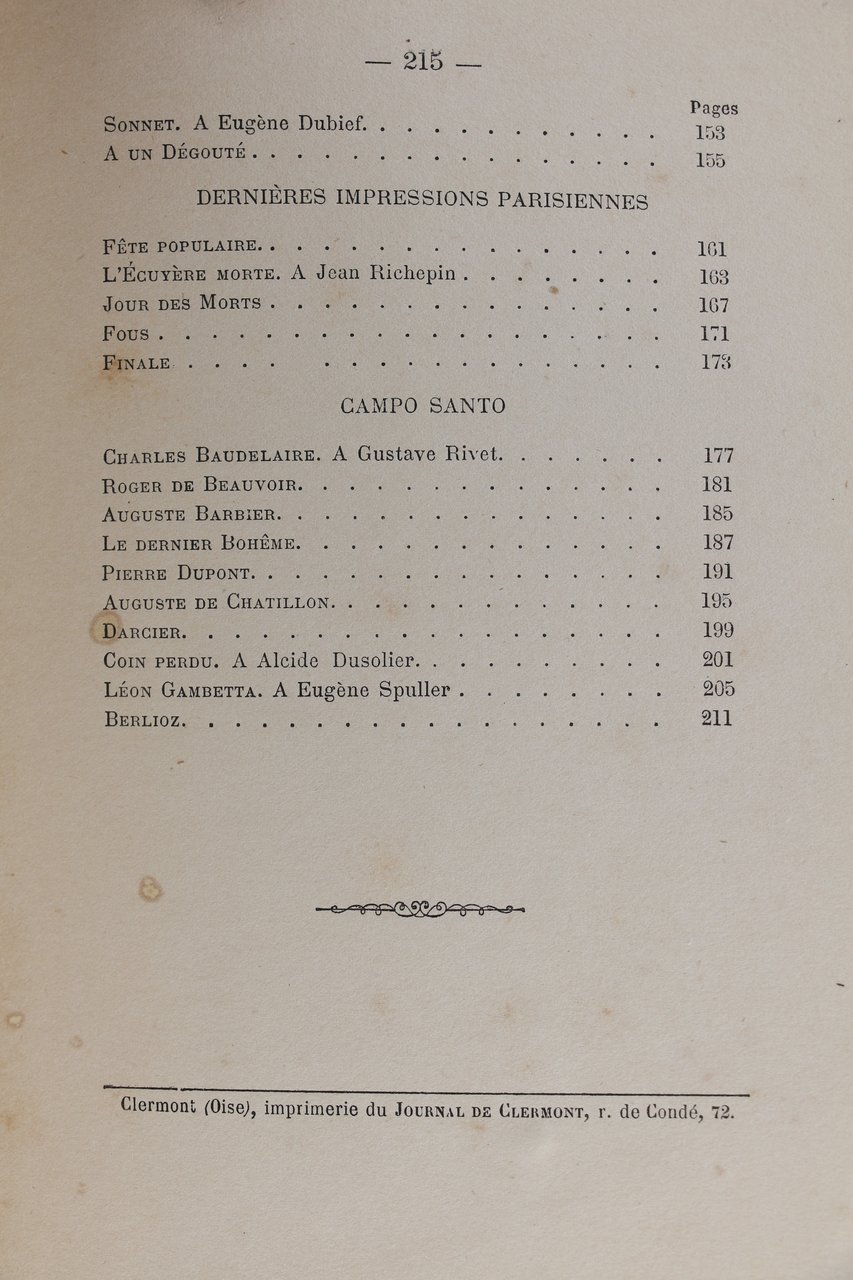 — 215 —
Pages
SONNET. A Eugène Dubief. . . . . . . . . . . . 153
A UN DÉGOUTÉ . . . . . . . . . . . . . . . . 155
DERNIÈRES IMPRESSIONS PARISIENNES
FÊTE POPULAIRE. . . . . . . . . . . . . . . . 161
L'ÉCUYÈRE MORTE. A Jean Richepin . . . . . . . . 163
JOUR DES MORTS . . . . . . . . . . . . . . . 167
FOUS . . . . . . . . . . . . . . . . . . . 171
FINALE . . . . . . . . . . . . . . . . . 173
CAMPO SANTO
CHARLES BAUDELAIRE. A Gustave Rivet. . . . . . . 177
ROGER DE BEAUVOIR. . . . . . . . . . . . . . 181
AUGUSTE BARBIER. . . . . . . . . . . . . . . 185
LE DERNIER BOHÊME. . . . . . . . . . . . . . 187
PIERRE DUPONT. . . . . . . . . . . . . . . . 191
AUGUSTE DE CHATILLON. . . . . . . . . . . . . 195
DARCIER. . . . . . . . . . . . . . . . . . . 199
COIN PERDU. A Alcide Dusolier. . . . . . . . . . 201
LÉON GAMBETTA. A Eugène Spuller . . . . . . . . 205
BERLIOZ. . . . . . . . . . . . . . . . . . . 211
Clermont (Oise), imprimerie du JOURNAL DE CLERMONT, r. de Condé, 72.